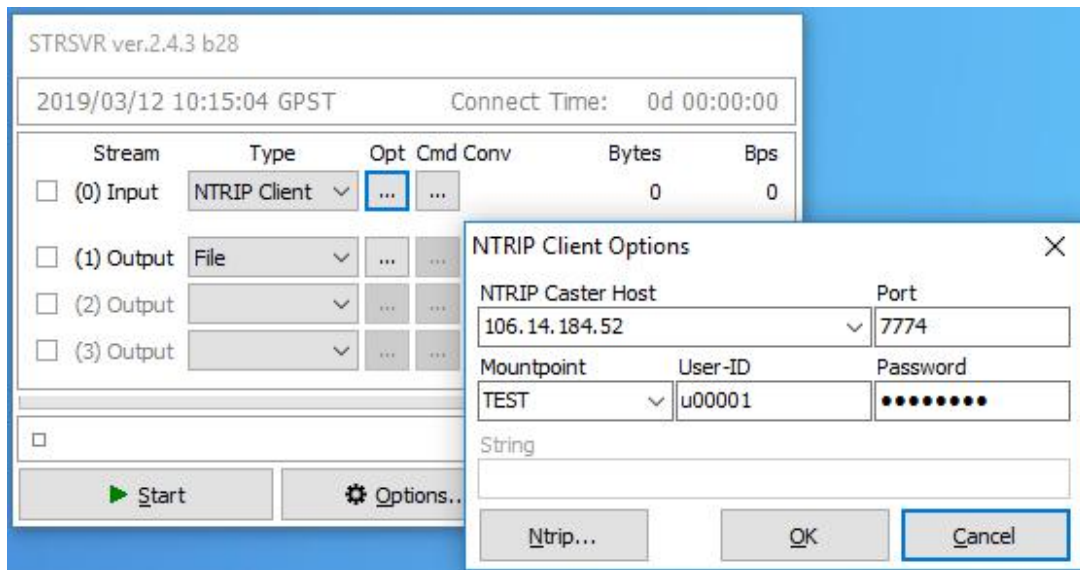 STRSVR ver.2.4.3 b28
2019/03/12 10:15:04 GPST Connect Time: 0d 00:00:00
Stream Type Opt Cmd Conv Bytes Bps
(0) Input NTRIP Client ... ... 0 0
(1) Output File ... ...
(2) Output ... ...
(3) Output ... ...
Start Options..
NTRIP Client Options
NTRIP Caster Host Port
106.14.184.52 7774
Mountpoint User-ID Password
TEST u00001 ●●●●●●●●
String
Ntrip... OK Cancel